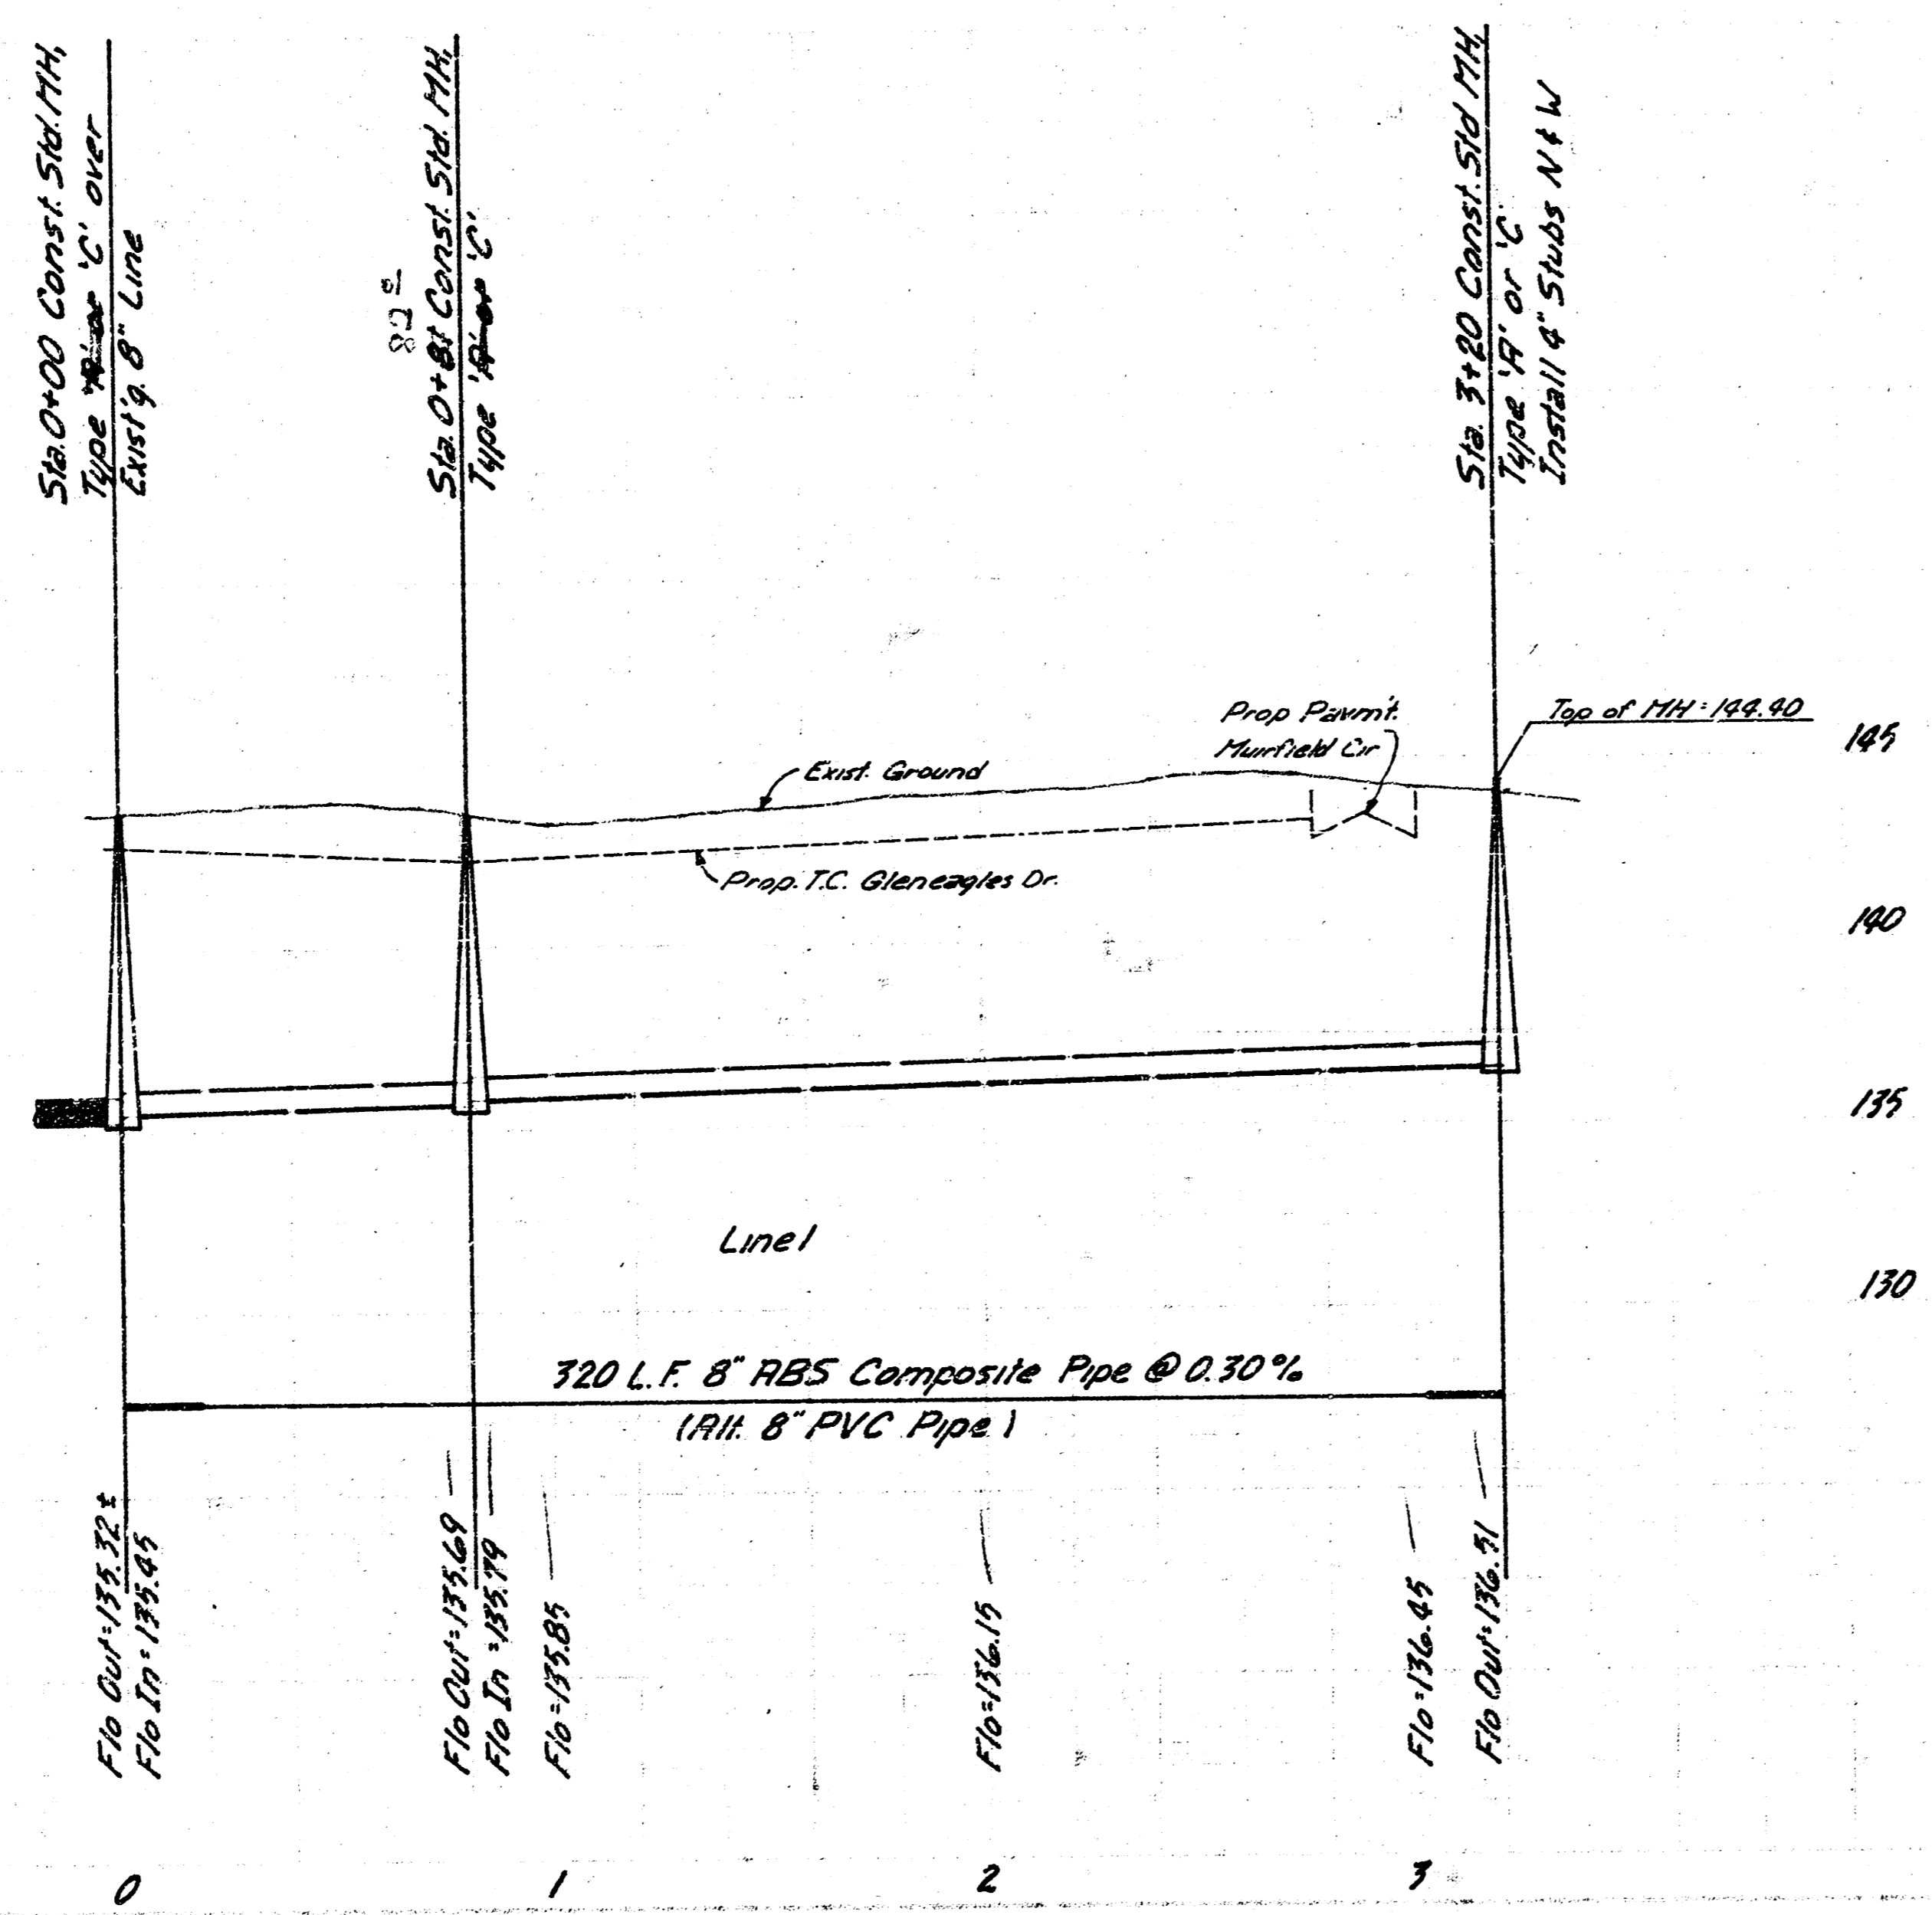 Sta. 0+00 Const. Std. MH,
Type 'A' or 'C' over
Exist'g. 8" Line
80
Sta. 0+81 Const. Std. MH,
Type 'A' or 'C'
Sta. 3+20 Const. Std MH,
Type 'A' or 'C'
Install 4" Stubs N & W
Prop Pavm't.
Muirfield Cir
Top of MH = 144.40
145
Exist. Ground
Prop. T.C. Gleneagles Dr.
140
135
Line 1
130
320 L.F. 8" ABS Composite Pipe @ 0.30%
(Alt. 8" PVC Pipe)
Flo Out = 135.32 ±
Flo In = 135.45
Flo Out = 135.69
Flo In = 135.79
Flo = 135.85
Flo = 136.15
Flo = 136.45
Flo Out = 136.51
0 1 2 3